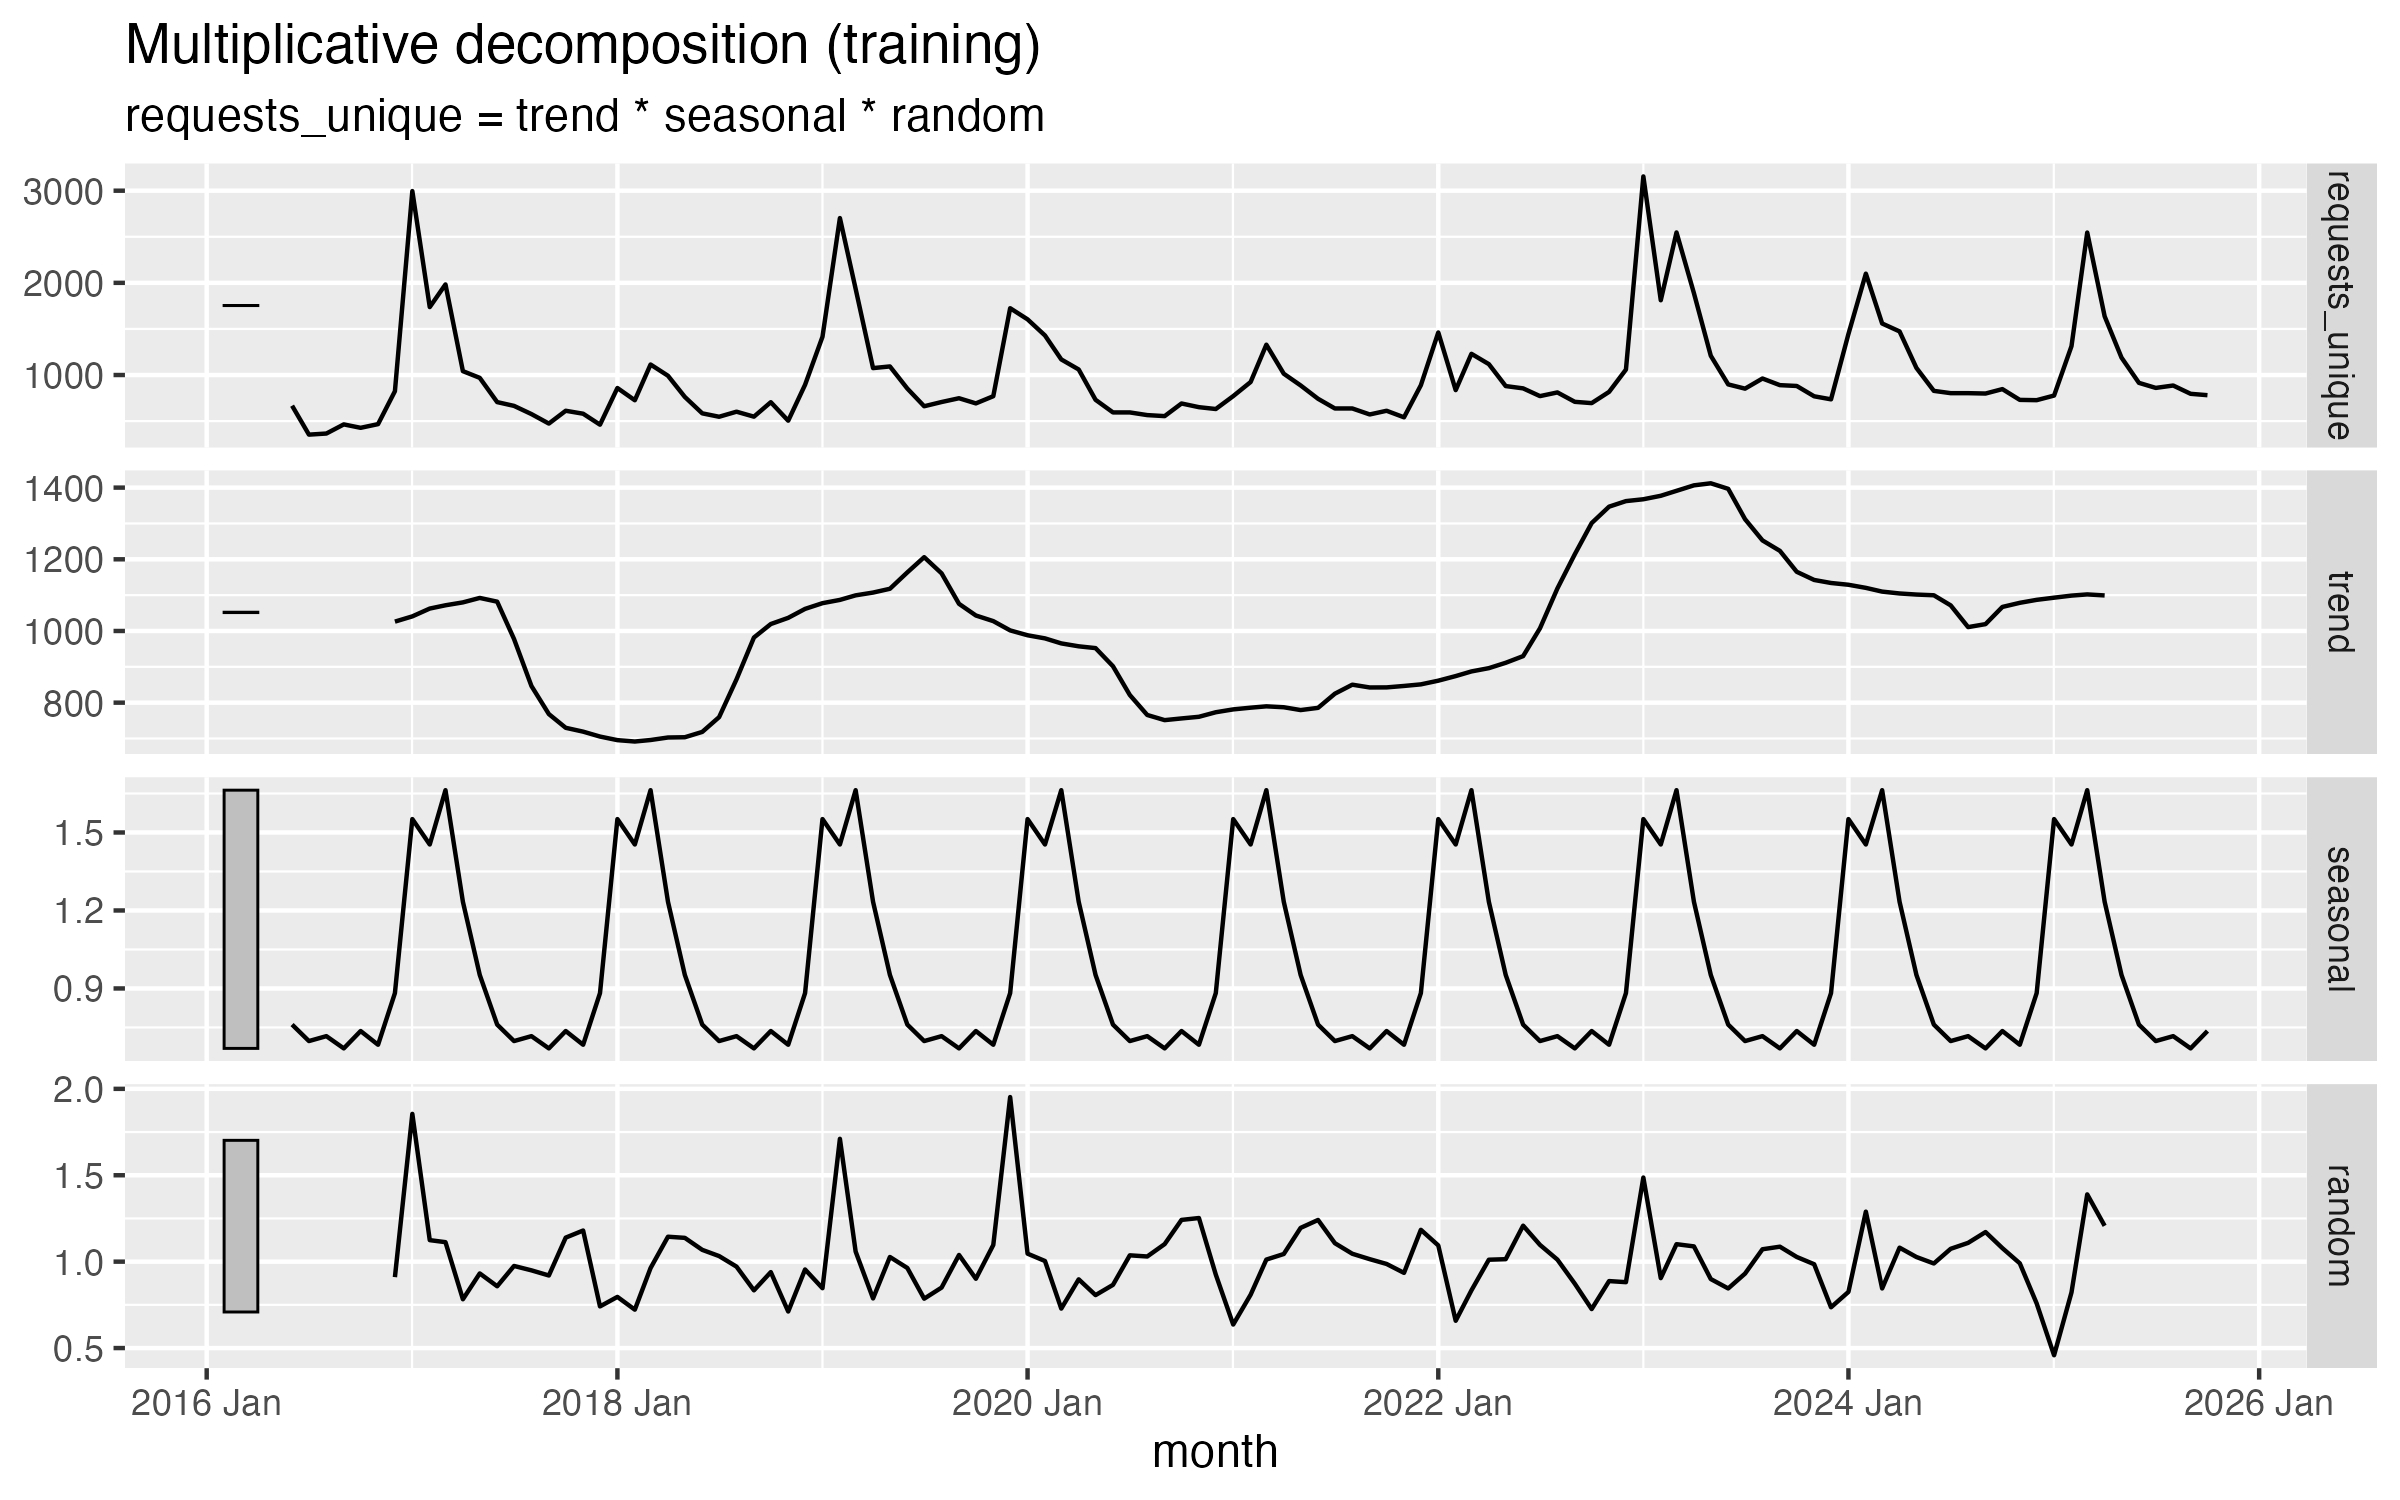 Multiplicative decomposition (training)
requests_unique = trend * seasonal * random
3000
2000
1000
requests_unique
1400
1200
1000
800
trend
1.5
1.2
0.9
seasonal
2.0
1.5
1.0
0.5
random
2016 Jan 2018 Jan 2020 Jan 2022 Jan 2024 Jan 2026 Jan
month